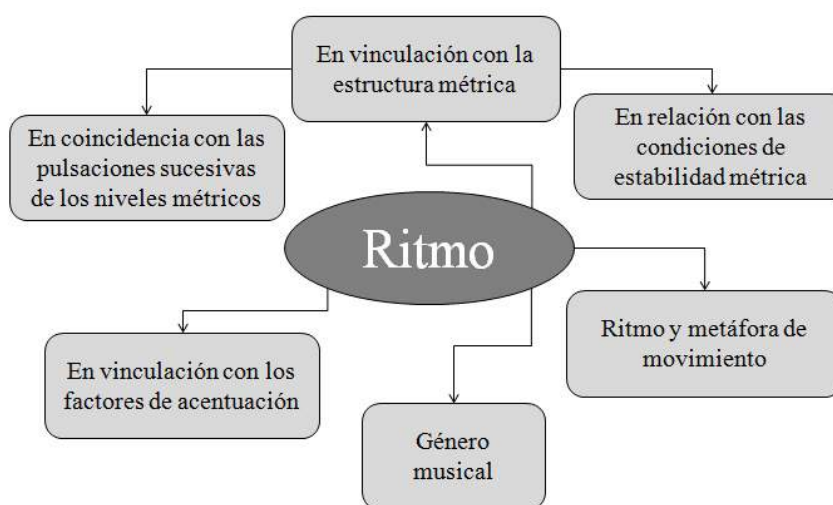 En vinculación con la
estructura métrica
En coincidencia con las
pulsaciones sucesivas
de los niveles métricos
En relación con las
condiciones de
estabilidad métrica
Ritmo
Ritmo y metáfora de
movimiento
En vinculación con los
factores de acentuación
Género
musical